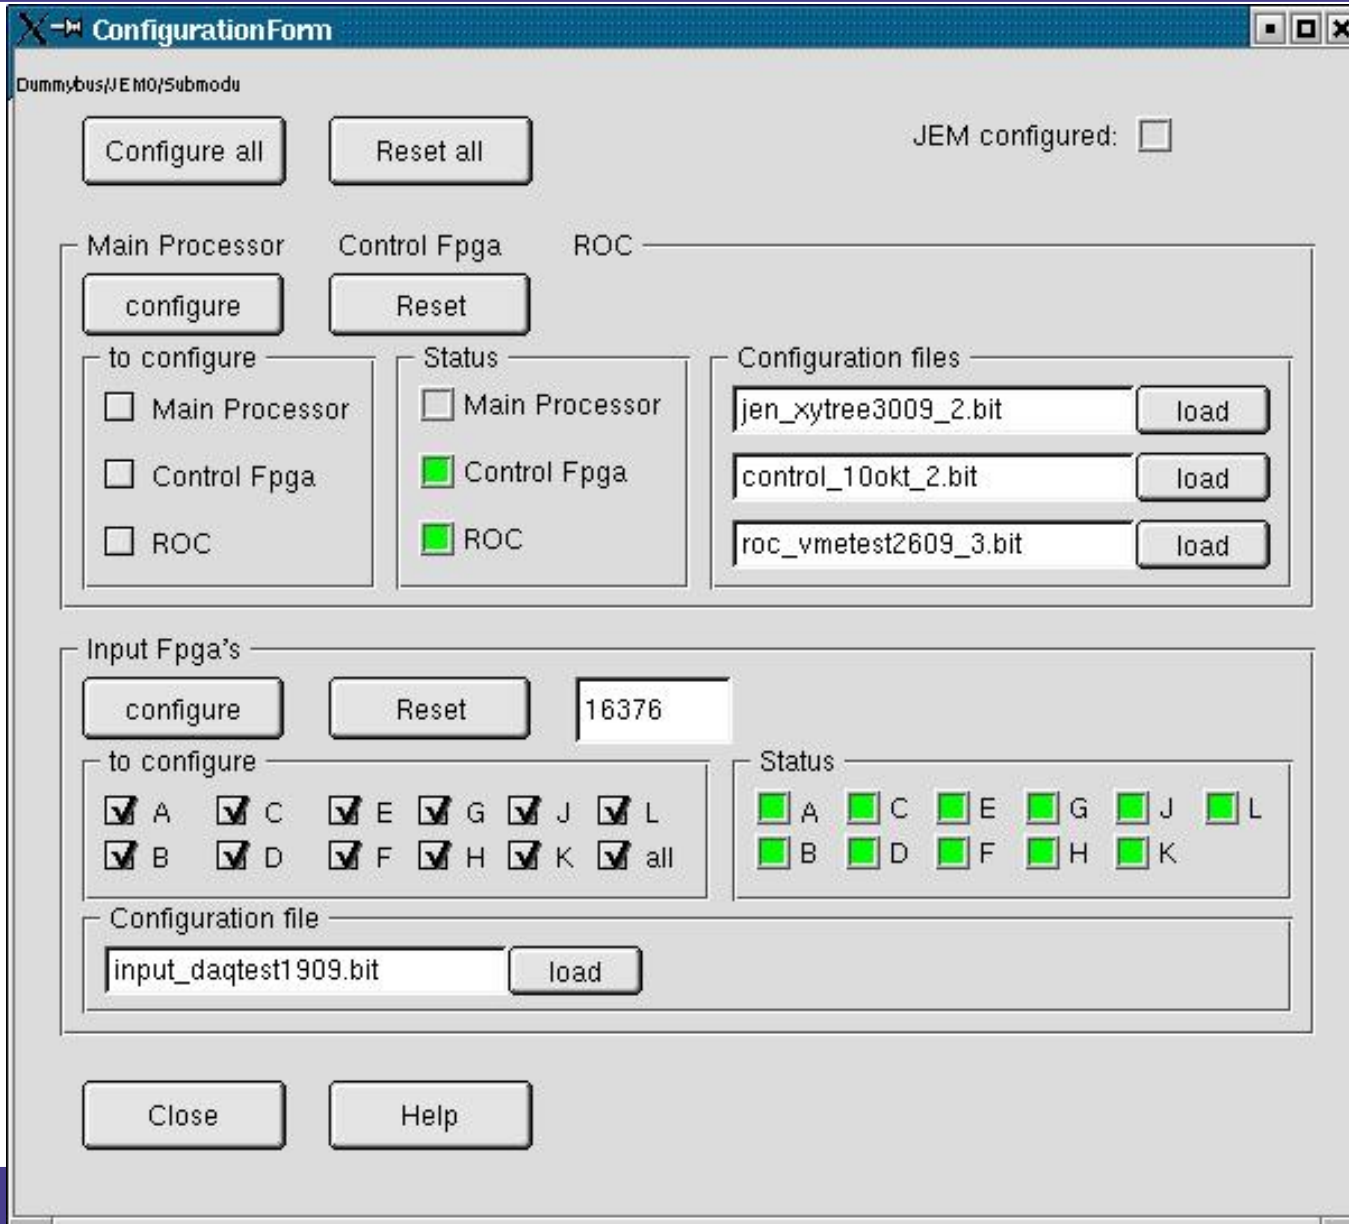 ConfigurationForm
Dummybus/JEM0/Submodu
Configure all
Reset all
JEM configured:
Main Processor
Control Fpga
ROC
configure
Reset
to configure
Main Processor
Control Fpga
ROC
Status
Main Processor
Control Fpga
ROC
Configuration files
jen_xytree3009_2.bit
load
control_10okt_2.bit
load
roc_vmetest2609_3.bit
load
Input Fpga's
configure
Reset
16376
to configure
A C E G J L
B D F H K all
Status
A C E G J L
B D F H K
Configuration file
input_daqtest1909.bit
load
Close
Help